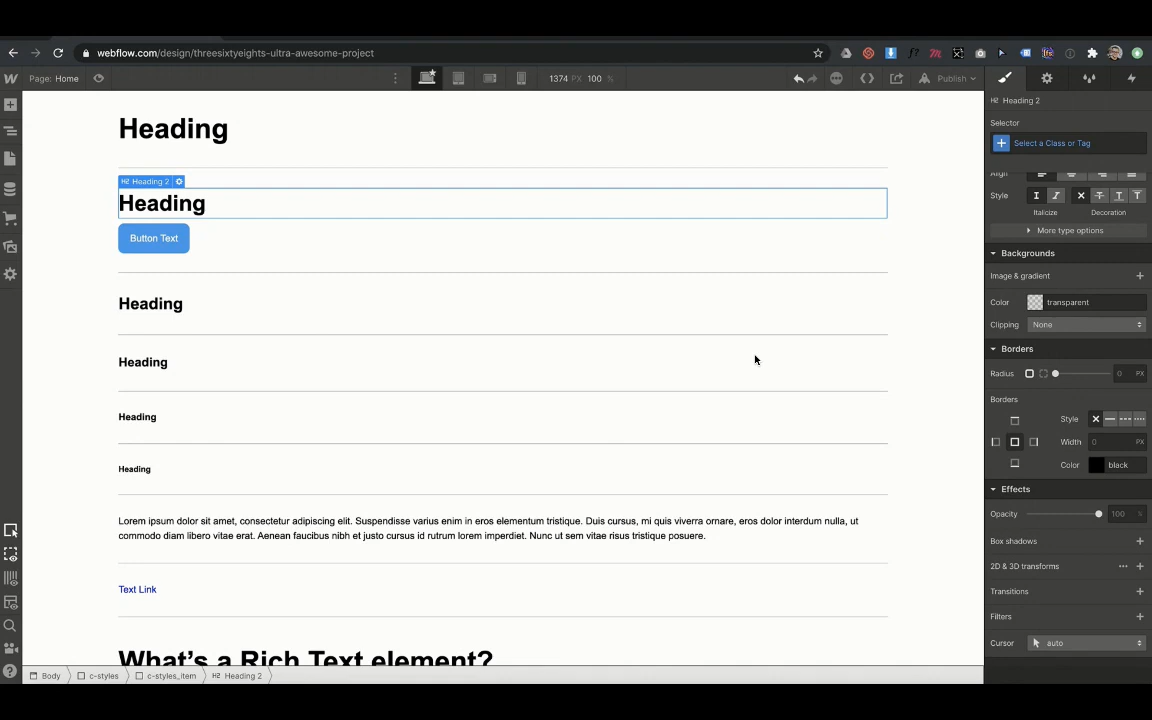 webflow.com/design/threesixtyeights-ultra-awesome-project
Page: Home
1374 PX 100 %
Publish
H2 Heading 2
Selector
Select a Class or Tag
Align
Style
Italicize
Decoration
More type options
Backgrounds
Image & gradient
Color
transparent
Clipping
None
Borders
Radius
0 PX
Borders
Style
Width
0 PX
Color
black
Effects
Opacity
100 %
Box shadows
2D & 3D transforms
Transitions
Filters
Cursor
auto
Heading
H2 Heading 2
Heading
Button Text
Heading
Heading
Heading
Heading
Lorem ipsum dolor sit amet, consectetur adipiscing elit. Suspendisse varius enim in eros elementum tristique. Duis cursus, mi quis viverra ornare, eros dolor interdum nulla, ut
commodo diam libero vitae erat. Aenean faucibus nibh et justo cursus id rutrum lorem imperdiet. Nunc ut sem vitae risus tristique posuere.
Text Link
What's a Rich Text element?
Body
c-styles
c-styles_item
H2 Heading 2